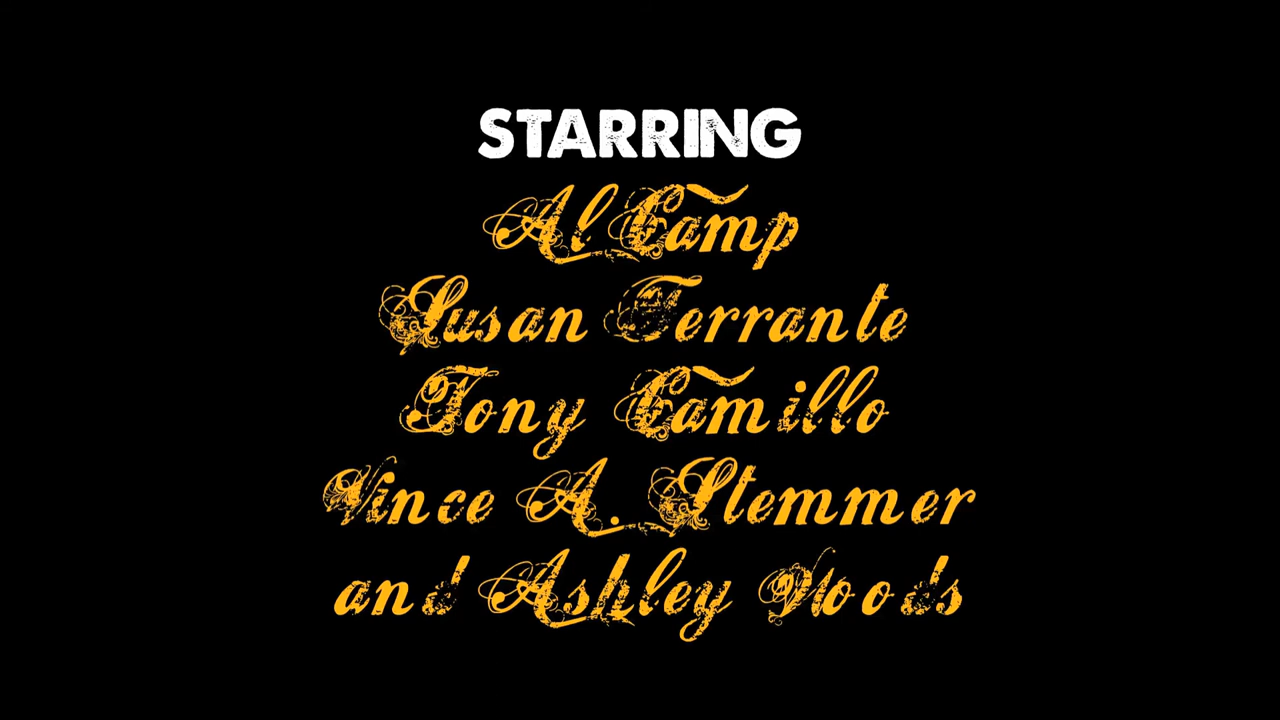 STARRING
Al Camp
Susan Ferrante
Tony Camillo
Vince A. Stemmer
and Ashley Woods